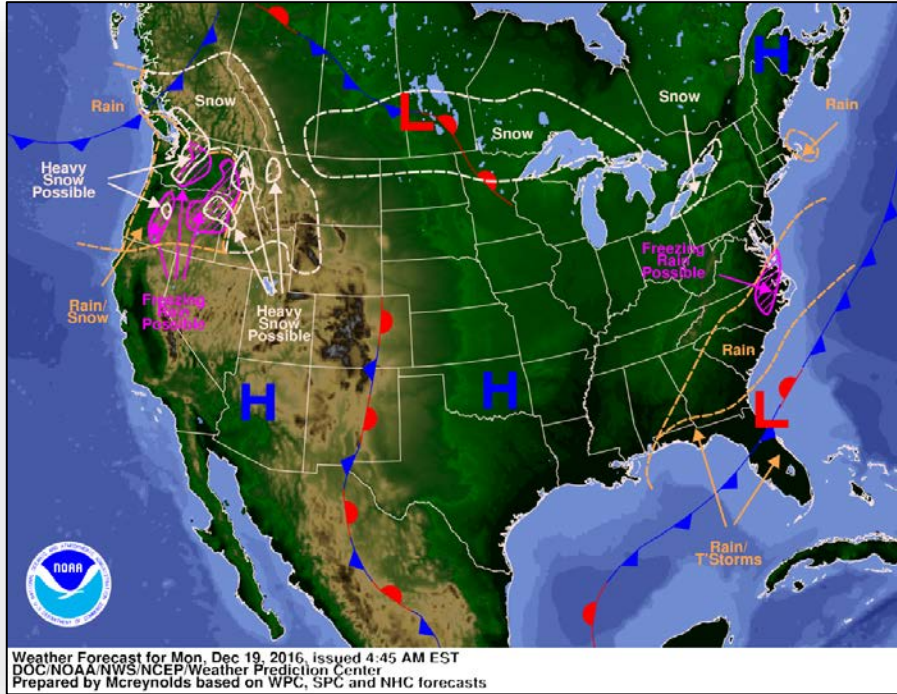 H
Rain
Snow
Snow
Rain
L
Snow
Heavy
Snow
Possible
Freezing
Rain
Possible
Rain/
Snow
Freezing
Rain
Possible
Heavy
Snow
Possible
Rain
H
H
L
Rain/
T'Storms
NOAA
Weather Forecast for Mon, Dec 19, 2016, issued 4:45 AM EST
DOC/NOAA/NWS/NCEP/Weather Prediction Center
Prepared by Mcreynolds based on WPC, SPC and NHC forecasts